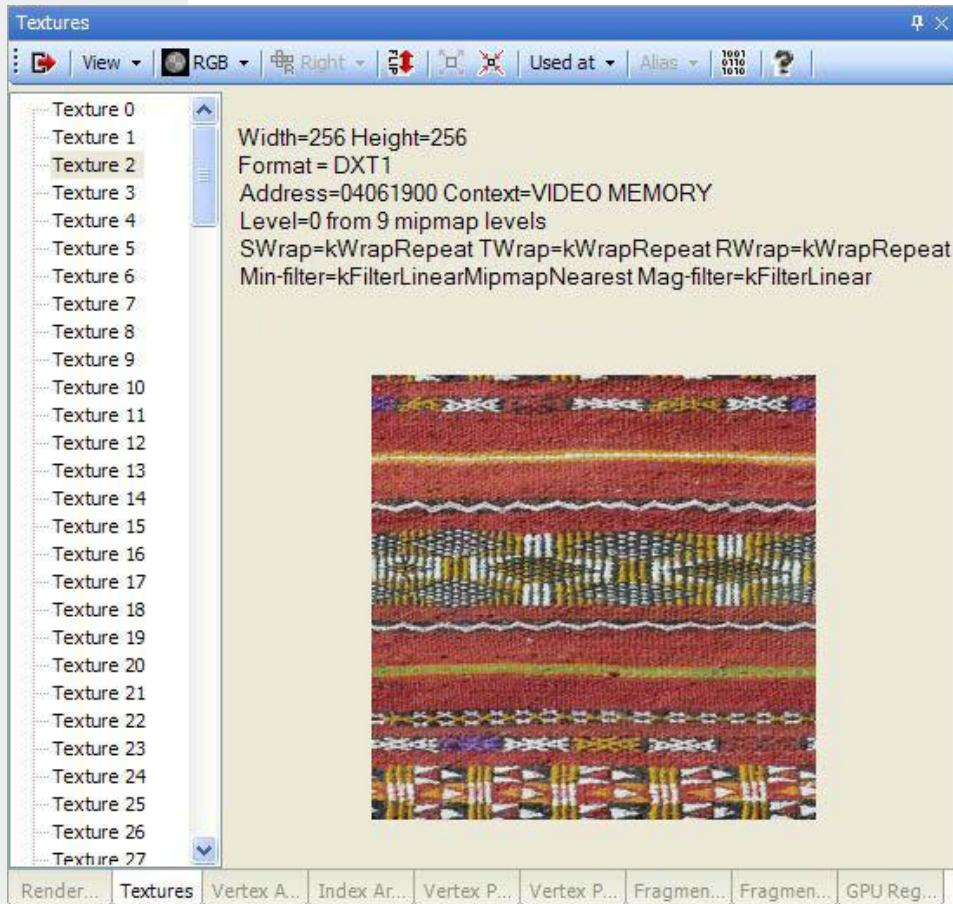 Textures
View RGB Right FLIP Used at Alias 1001 0110 1010 ?
Texture 0
Texture 1
Texture 2
Texture 3
Texture 4
Texture 5
Texture 6
Texture 7
Texture 8
Texture 9
Texture 10
Texture 11
Texture 12
Texture 13
Texture 14
Texture 15
Texture 16
Texture 17
Texture 18
Texture 19
Texture 20
Texture 21
Texture 22
Texture 23
Texture 24
Texture 25
Texture 26
Texture 27
Width=256 Height=256
Format = DXT1
Address=04061900 Context=VIDEO MEMORY
Level=0 from 9 mipmap levels
SWrap=kWrapRepeat TWrap=kWrapRepeat RWrap=kWrapRepeat
Min-filter=kFilterLinearMipmapNearest Mag-filter=kFilterLinear
Render... Textures Vertex A... Index Ar... Vertex P... Vertex P... Fragmen... Fragmen... GPU Reg...